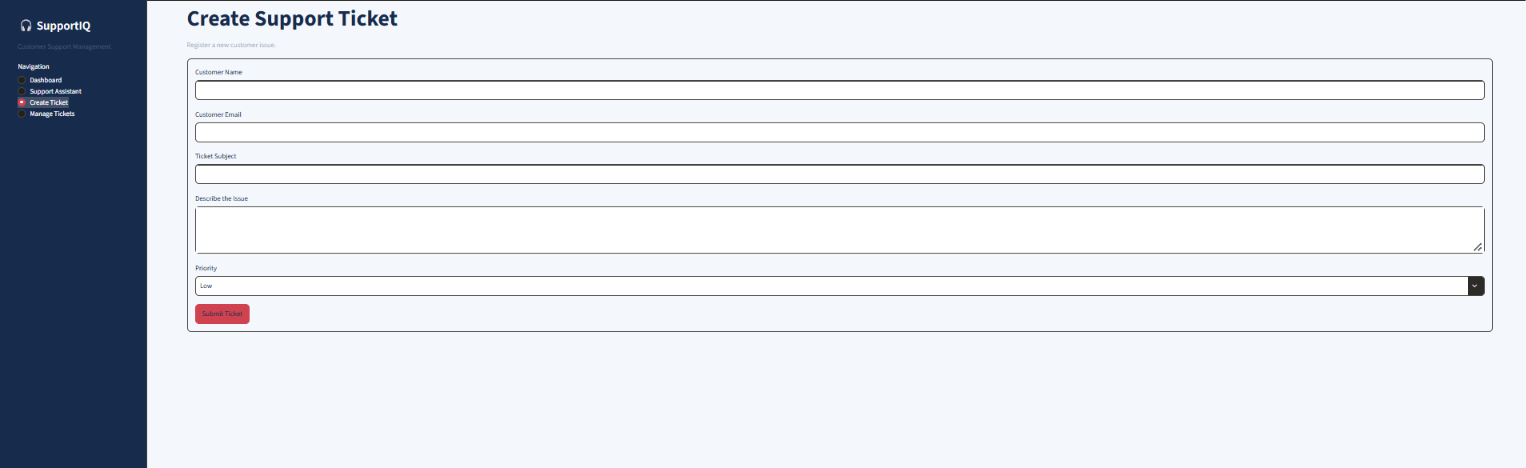 SupportIQ
Customer Support Management
Navigation
Dashboard
Support Assistant
Create Ticket
Manage Tickets
Create Support Ticket
Register a new customer issue.
Customer Name
Customer Email
Ticket Subject
Describe the Issue
Priority
Low
Submit Ticket